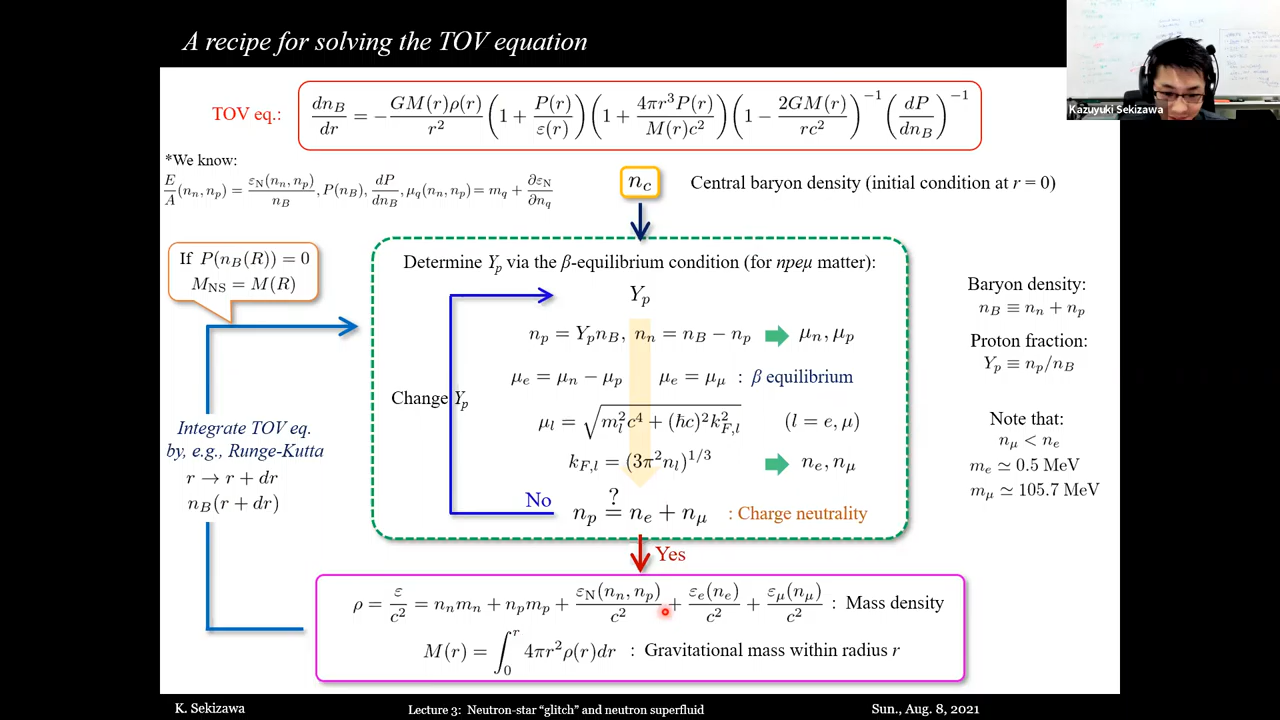 A recipe for solving the TOV equation
Kazuyuki Sekizawa
TOV eq.: dn_B/dr = −GM(r)ρ(r)/r² (1 + P(r)/ε(r)) (1 + 4πr³P(r)/M(r)c²) (1 − 2GM(r)/rc²)⁻¹ (dP/dn_B)⁻¹
*We know:
E/A (n_n, n_p) = ε_N(n_n, n_p)/n_B, P(n_B), dP/dn_B, μ_q(n_n, n_p) = m_q + ∂ε_N/∂n_q
n_c Central baryon density (initial condition at r = 0)
If P(n_B(R)) = 0
M_NS = M(R)
Determine Y_p via the β-equilibrium condition (for npeμ matter):
Y_p
n_p = Y_p n_B, n_n = n_B − n_p μ_n, μ_p
μ_e = μ_n − μ_p μ_e = μ_μ : β equilibrium
Change Y_p
μ_l = √(m_l²c⁴ + (ħc)²k_{F,l}²) (l = e, μ)
k_{F,l} = (3π²n_l)^{1/3} n_e, n_μ
No
?
n_p = n_e + n_μ : Charge neutrality
Yes
Baryon density:
n_B ≡ n_n + n_p
Proton fraction:
Y_p ≡ n_p/n_B
Note that:
n_μ < n_e
m_e ≃ 0.5 MeV
m_μ ≃ 105.7 MeV
Integrate TOV eq.
by, e.g., Runge-Kutta
r → r + dr
n_B(r + dr)
ρ = ε/c² = n_n m_n + n_p m_p + ε_N(n_n, n_p)/c² + ε_e(n_e)/c² + ε_μ(n_μ)/c² : Mass density
M(r) = ∫₀^r 4πr²ρ(r)dr : Gravitational mass within radius r
K. Sekizawa
Lecture 3: Neutron-star “glitch” and neutron superfluid
Sun., Aug. 8, 2021